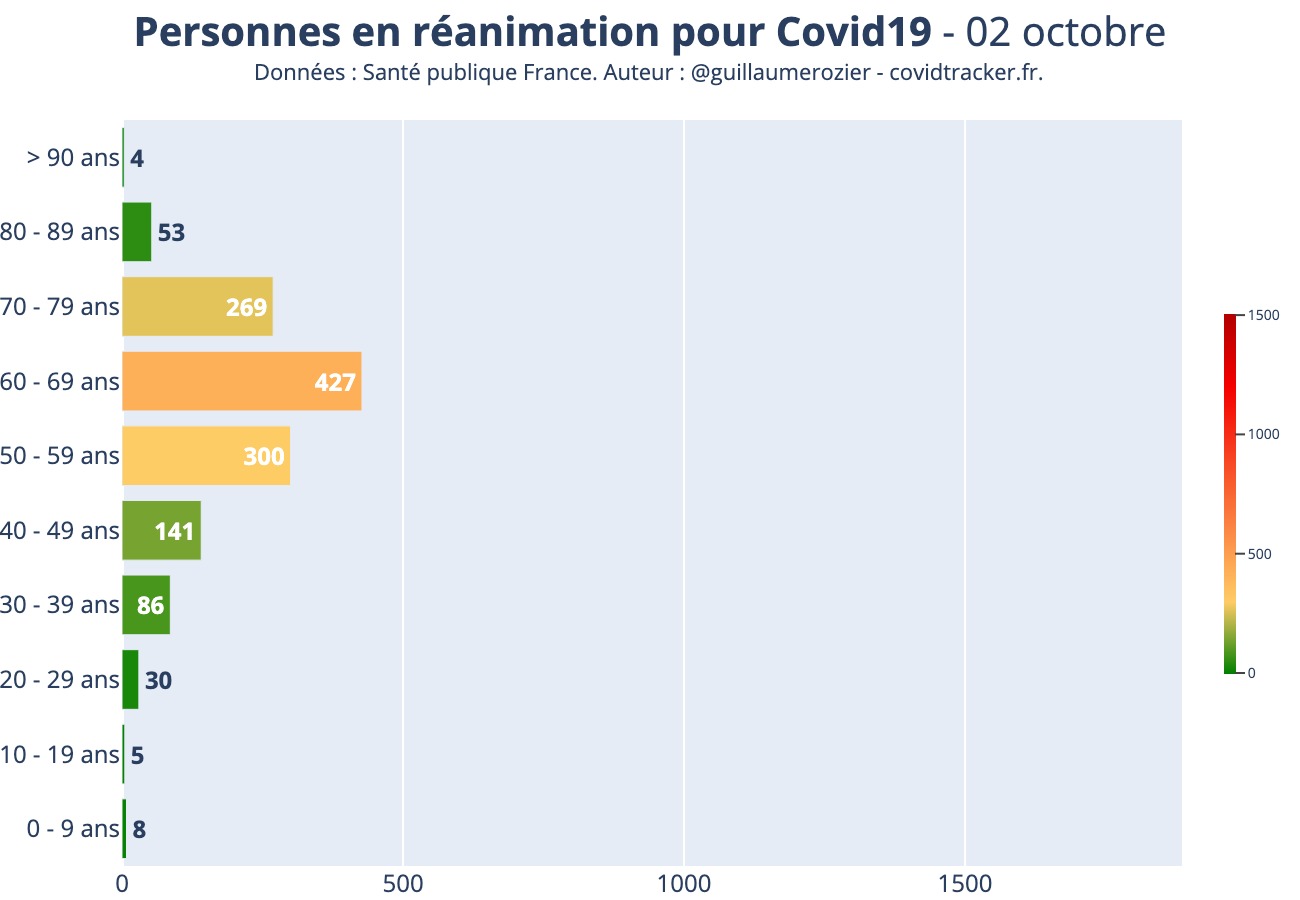 Personnes en réanimation pour Covid19 - 02 octobre
Données : Santé publique France. Auteur : @guillaumerozier - covidtracker.fr.
> 90 ans 4
80 - 89 ans 53
70 - 79 ans 269
60 - 69 ans 427
50 - 59 ans 300
40 - 49 ans 141
30 - 39 ans 86
20 - 29 ans 30
10 - 19 ans 5
0 - 9 ans 8
0 500 1000 1500
1500
1000
500
0